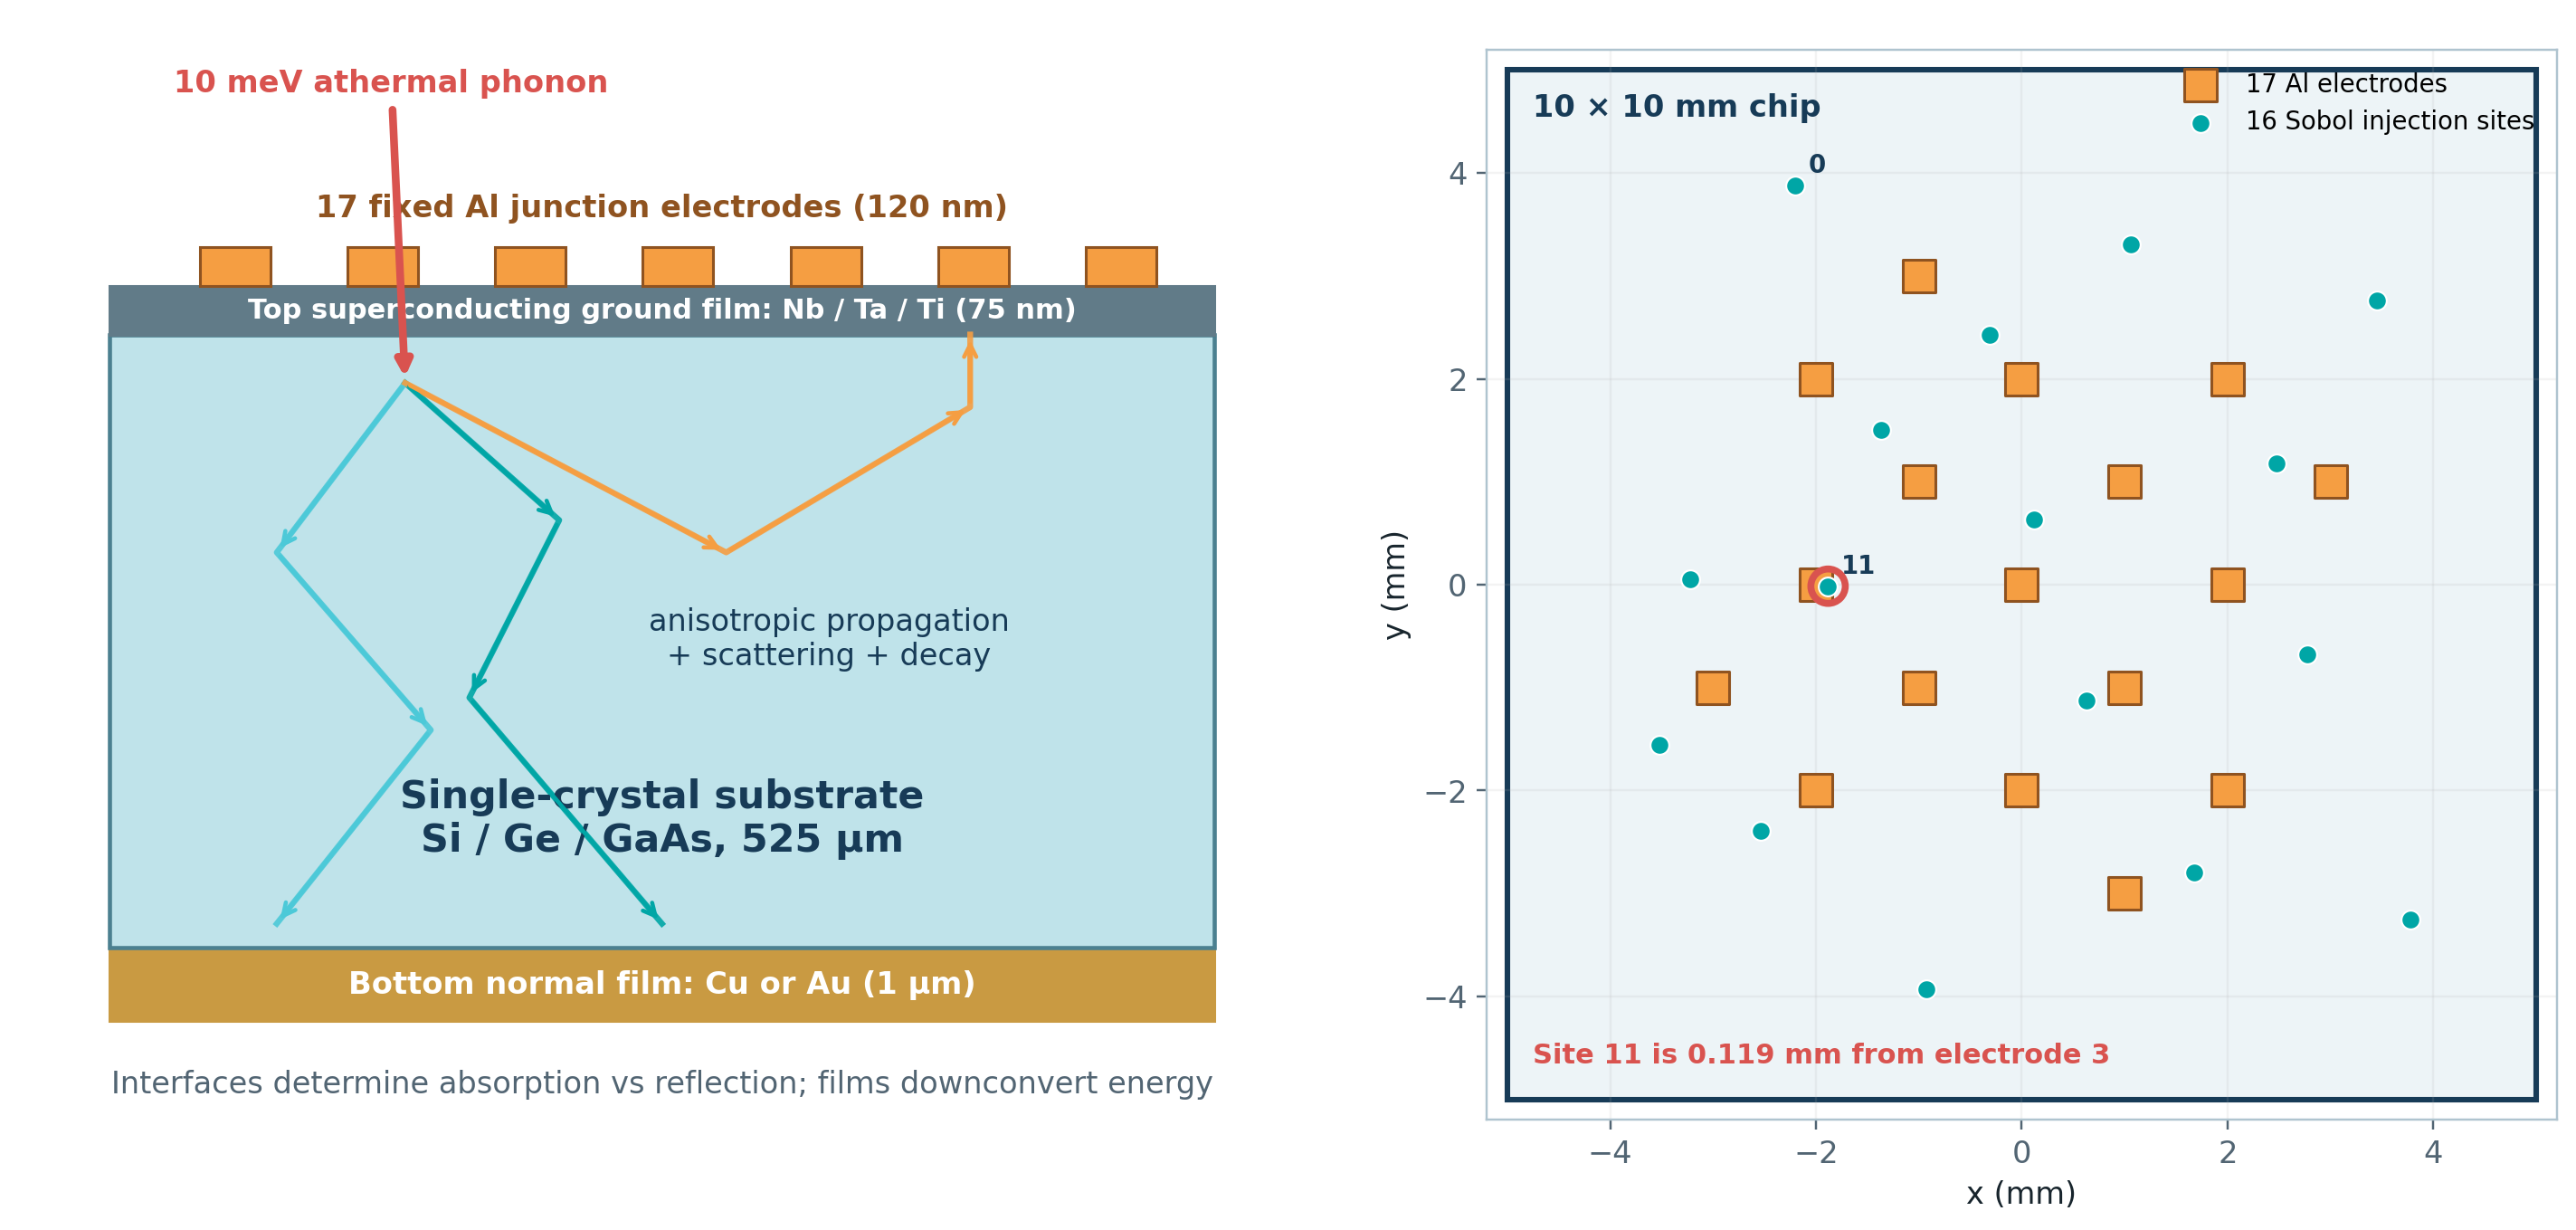 10 meV athermal phonon
17 fixed Al junction electrodes (120 nm)
Top superconducting ground film: Nb / Ta / Ti (75 nm)
anisotropic propagation
+ scattering + decay
Single-crystal substrate
Si / Ge / GaAs, 525 µm
Bottom normal film: Cu or Au (1 µm)
Interfaces determine absorption vs reflection; films downconvert energy
10 × 10 mm chip
17 Al electrodes
16 Sobol injection sites
0
11
Site 11 is 0.119 mm from electrode 3
4
2
0
−2
−4
y (mm)
−4 −2 0 2 4
x (mm)